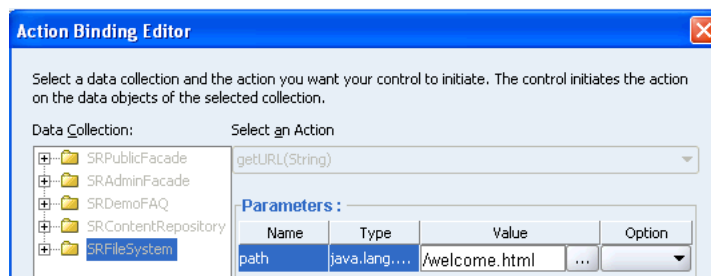 Action Binding Editor
Select a data collection and the action you want your control to initiate. The control initiates the action
on the data objects of the selected collection.
Data Collection:
Select an Action
SRPublicFacade
SRAdminFacade
SRDemoFAQ
SRContentRepository
SRFileSystem
getURL(String)
Parameters :
Name Type Value Option
path java.lang.... /welcome.html ...